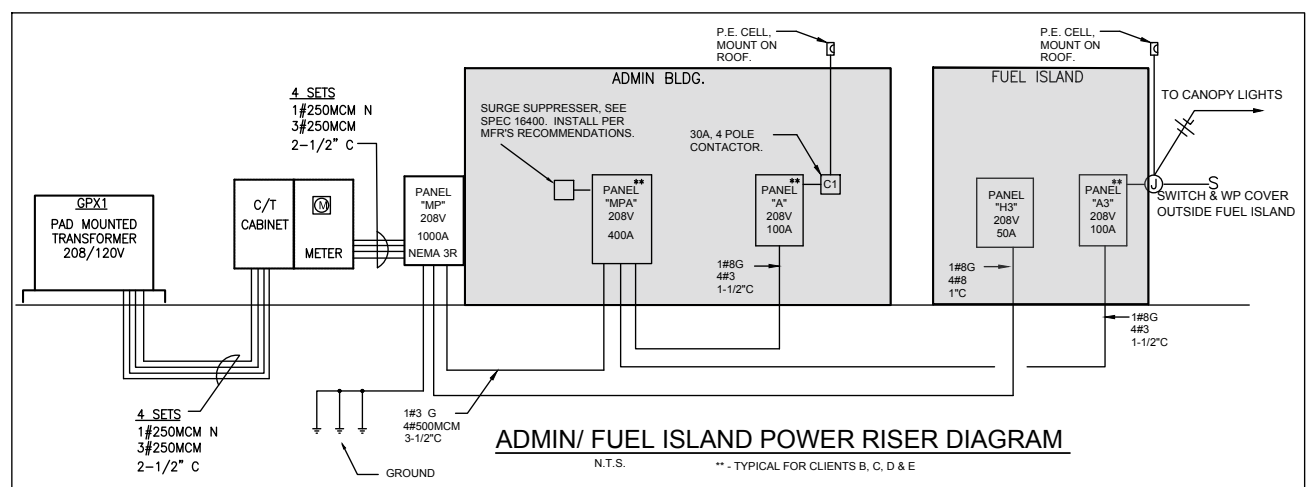 P.E. CELL,
MOUNT ON
ROOF.
P.E. CELL,
MOUNT ON
ROOF.
ADMIN BLDG.
FUEL ISLAND
TO CANOPY LIGHTS
4 SETS
1#250MCM N
3#250MCM
2-1/2" C
SURGE SUPPRESSER, SEE
SPEC 16400. INSTALL PER
MFR'S RECOMMENDATIONS.
30A, 4 POLE
CONTACTOR.
GPX1
PAD MOUNTED
TRANSFORMER
208/120V
C/T
CABINET
M
METER
PANEL
"MP"
208V
1000A
NEMA 3R
**
PANEL
"MPA"
208V
400A
**
PANEL
"A"
208V
100A
C1
PANEL
"H3"
208V
50A
**
PANEL
"A3"
208V
100A
J
S
SWITCH & WP COVER
OUTSIDE FUEL ISLAND
1#8G
4#3
1-1/2"C
1#8G
4#8
1"C
1#8G
4#3
1-1/2"C
4 SETS
1#250MCM N
3#250MCM
2-1/2" C
GROUND
1#3 G
4#500MCM
3-1/2"C
ADMIN/ FUEL ISLAND POWER RISER DIAGRAM
N.T.S.
** - TYPICAL FOR CLIENTS B, C, D & E